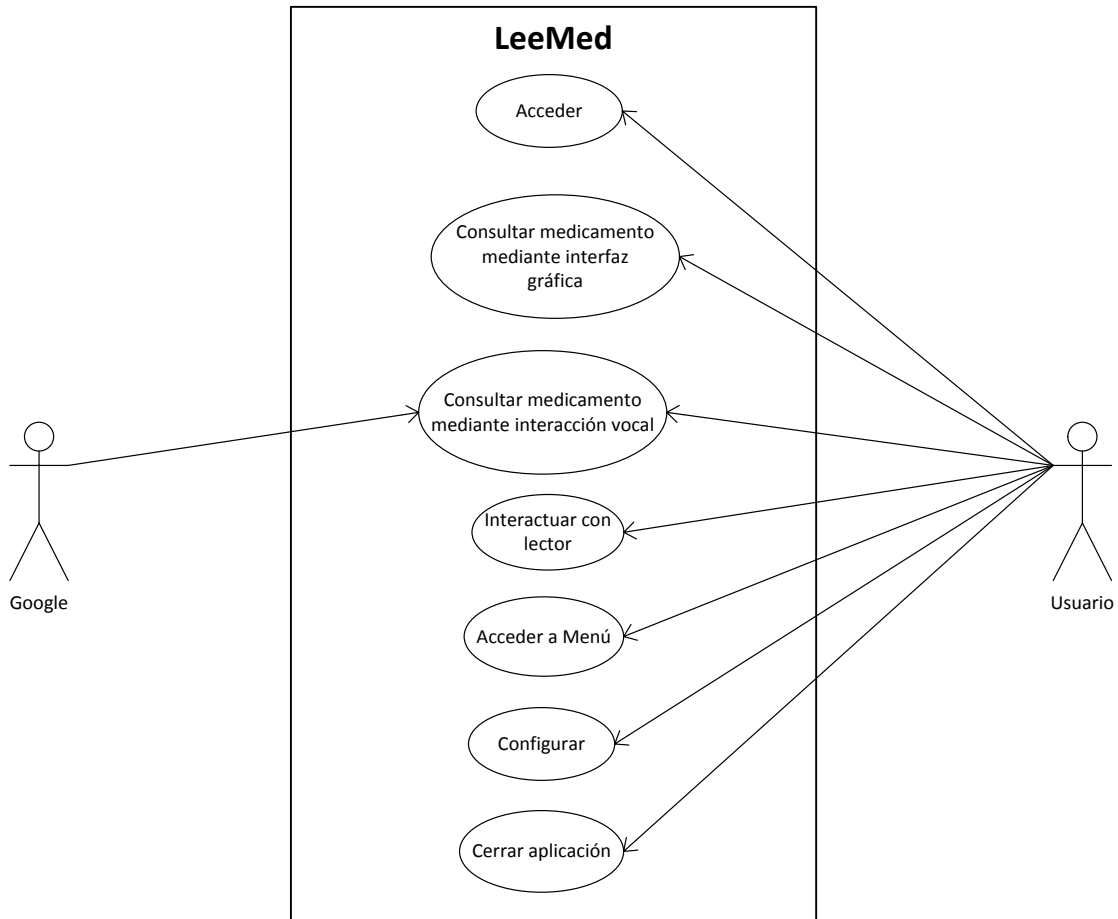 LeeMed
Acceder
Consultar medicamento
mediante interfaz
gráfica
Consultar medicamento
mediante interacción vocal
Interactuar con
lector
Acceder a Menú
Configurar
Cerrar aplicación
Google
Usuario